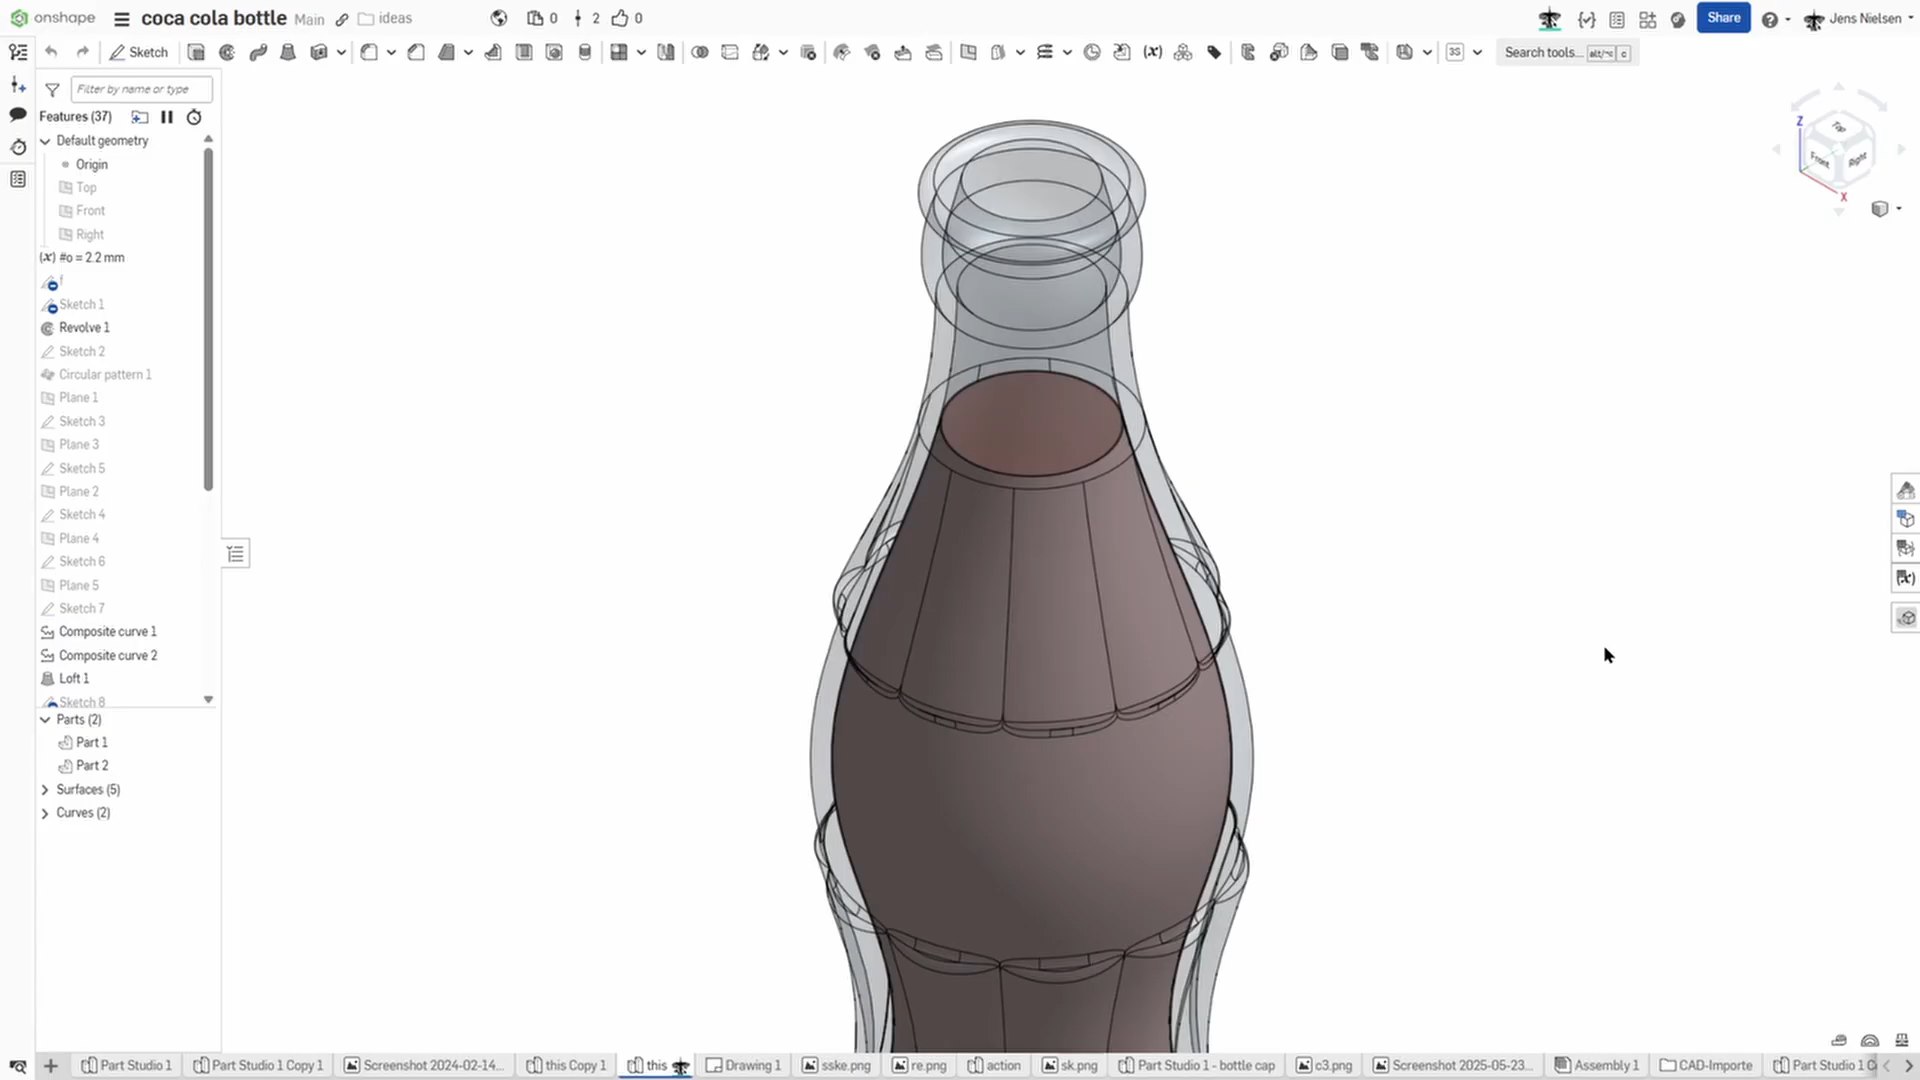 onshape coca cola bottle Main ideas 0 2 0 Share Jens Nielsen
Sketch (x) 3S Search tools... alt/⌥ c
Filter by name or type
Features (37)
Default geometry
Origin
Top
Front
Right
(x) #o = 2.2 mm
f
Sketch 1
Revolve 1
Sketch 2
Circular pattern 1
Plane 1
Sketch 3
Plane 3
Sketch 5
Plane 2
Sketch 4
Plane 4
Sketch 6
Plane 5
Sketch 7
Composite curve 1
Composite curve 2
Loft 1
Sketch 8
Parts (2)
Part 1
Part 2
Surfaces (5)
Curves (2)
Z
Top
Front Right
X
Part Studio 1 Part Studio 1 Copy 1 Screenshot 2024-02-14... this Copy 1 this Drawing 1 sske.png re.png action sk.png Part Studio 1 - bottle cap c3.png Screenshot 2025-05-23... Assembly 1 CAD-Importe Part Studio 1 C